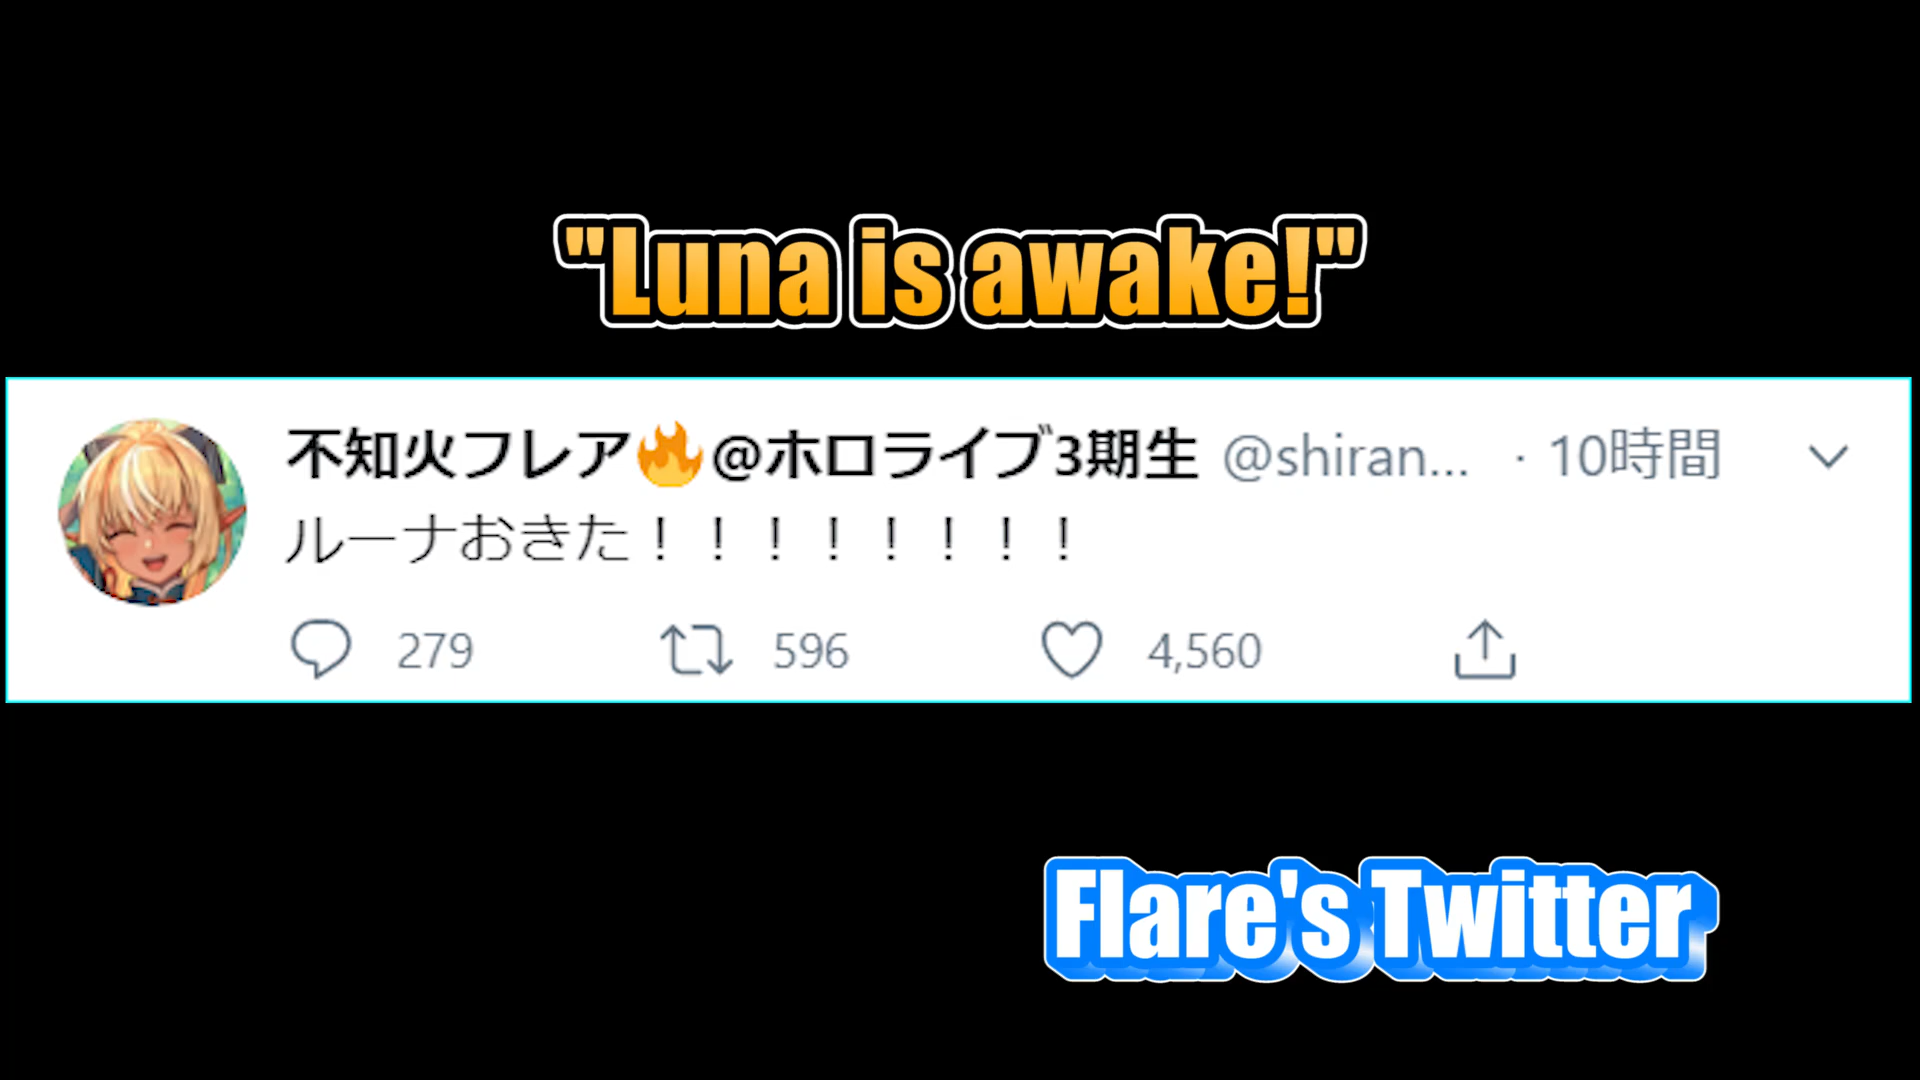 "Luna is awake!"
不知火フレア🔥@ホロライブ3期生 @shiran... · 10時間
ルーナおきた！！！！！！！！
279 596 4,560
Flare's Twitter